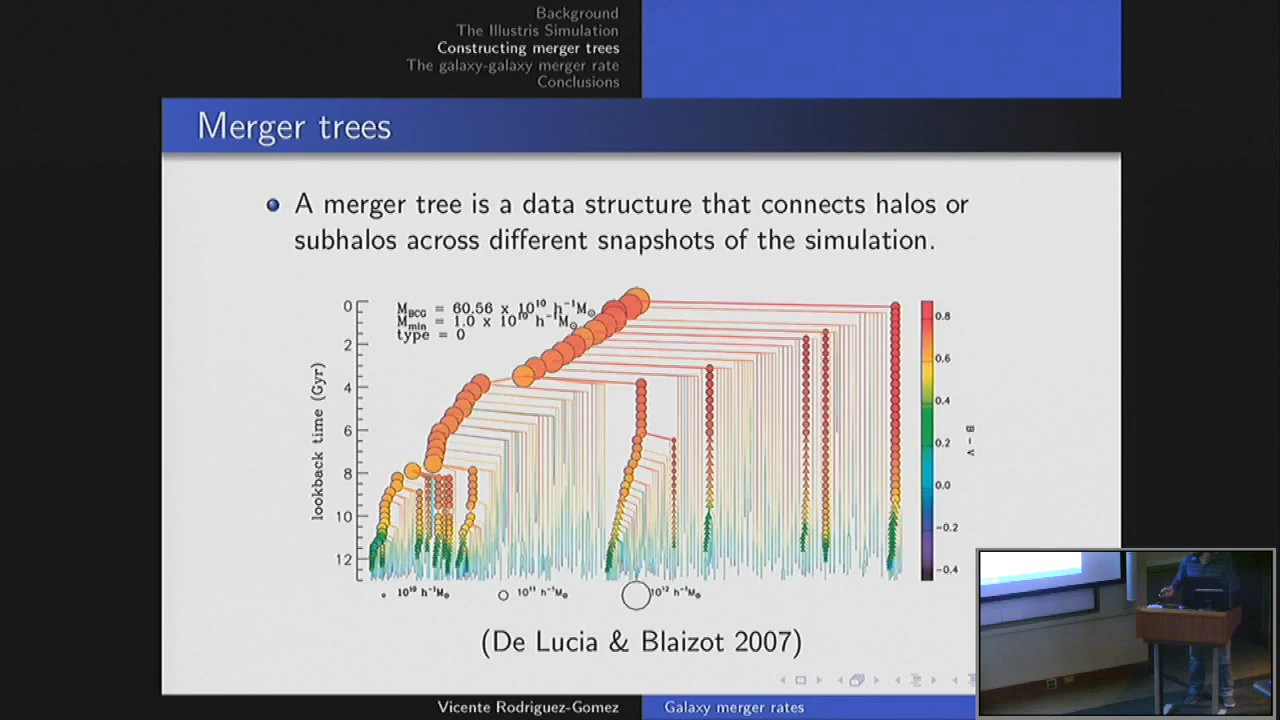 Background
The Illustris Simulation
Constructing merger trees
The galaxy-galaxy merger rate
Conclusions
Merger trees
A merger tree is a data structure that connects halos or
subhalos across different snapshots of the simulation.
M_BCG = 60.56 x 10^10 h^-1 M_⊙
M_min = 1.0 x 10^10 h^-1 M_⊙
type = 0
lookback time (Gyr)
0
2
4
6
8
10
12
0.8
0.6
0.4
0.2
0.0
−0.2
−0.4
B - V
10^10 h^-1 M_⊙
10^11 h^-1 M_⊙
10^12 h^-1 M_⊙
(De Lucia & Blaizot 2007)
Vicente Rodriguez-Gomez
Galaxy merger rates